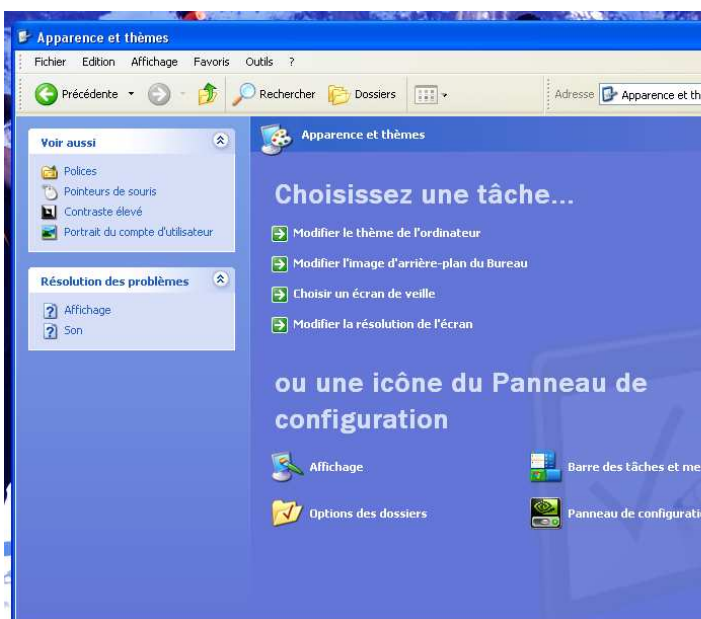 Apparence et thèmes
Fichier Edition Affichage Favoris Outils ?
Précédente Rechercher Dossiers Adresse Apparence et th
Voir aussi
Polices
Pointeurs de souris
Contraste élevé
Portrait du compte d'utilisateur
Résolution des problèmes
Affichage
Son
Apparence et thèmes
Choisissez une tâche...
Modifier le thème de l'ordinateur
Modifier l'image d'arrière-plan du Bureau
Choisir un écran de veille
Modifier la résolution de l'écran
ou une icône du Panneau de
configuration
Affichage
Barre des tâches et me
Options des dossiers
Panneau de configurati